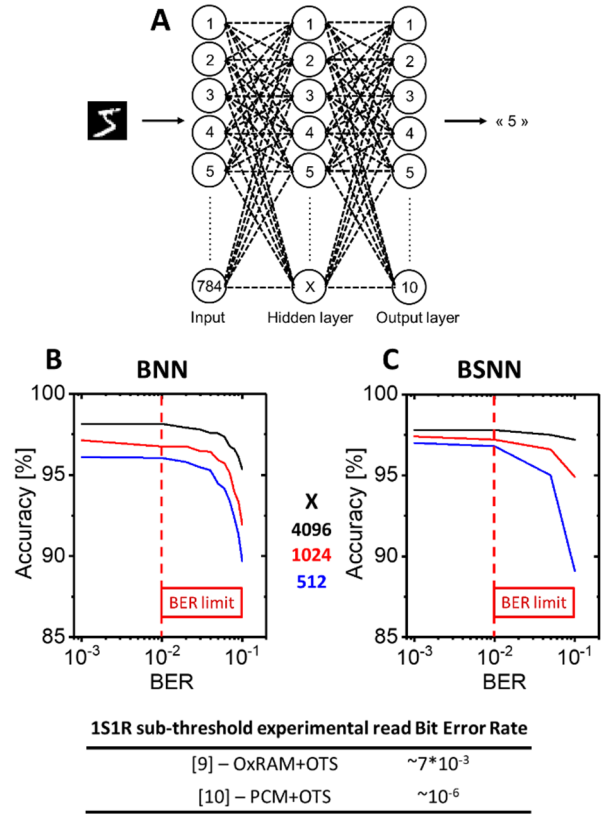 A
1 1 1
2 2 2
3 3 3
4 4 4
5 5 5
« 5 »
784 X 10
Input Hidden layer Output layer
B BNN
100
95
90
85
Accuracy [%]
BER limit
10-3 10-2 10-1
BER
X
4096
1024
512
C BSNN
100
95
90
85
Accuracy [%]
BER limit
10-3 10-2 10-1
BER
1S1R sub-threshold experimental read Bit Error Rate
[9] – OxRAM+OTS ~7*10-3
[10] – PCM+OTS ~10-6